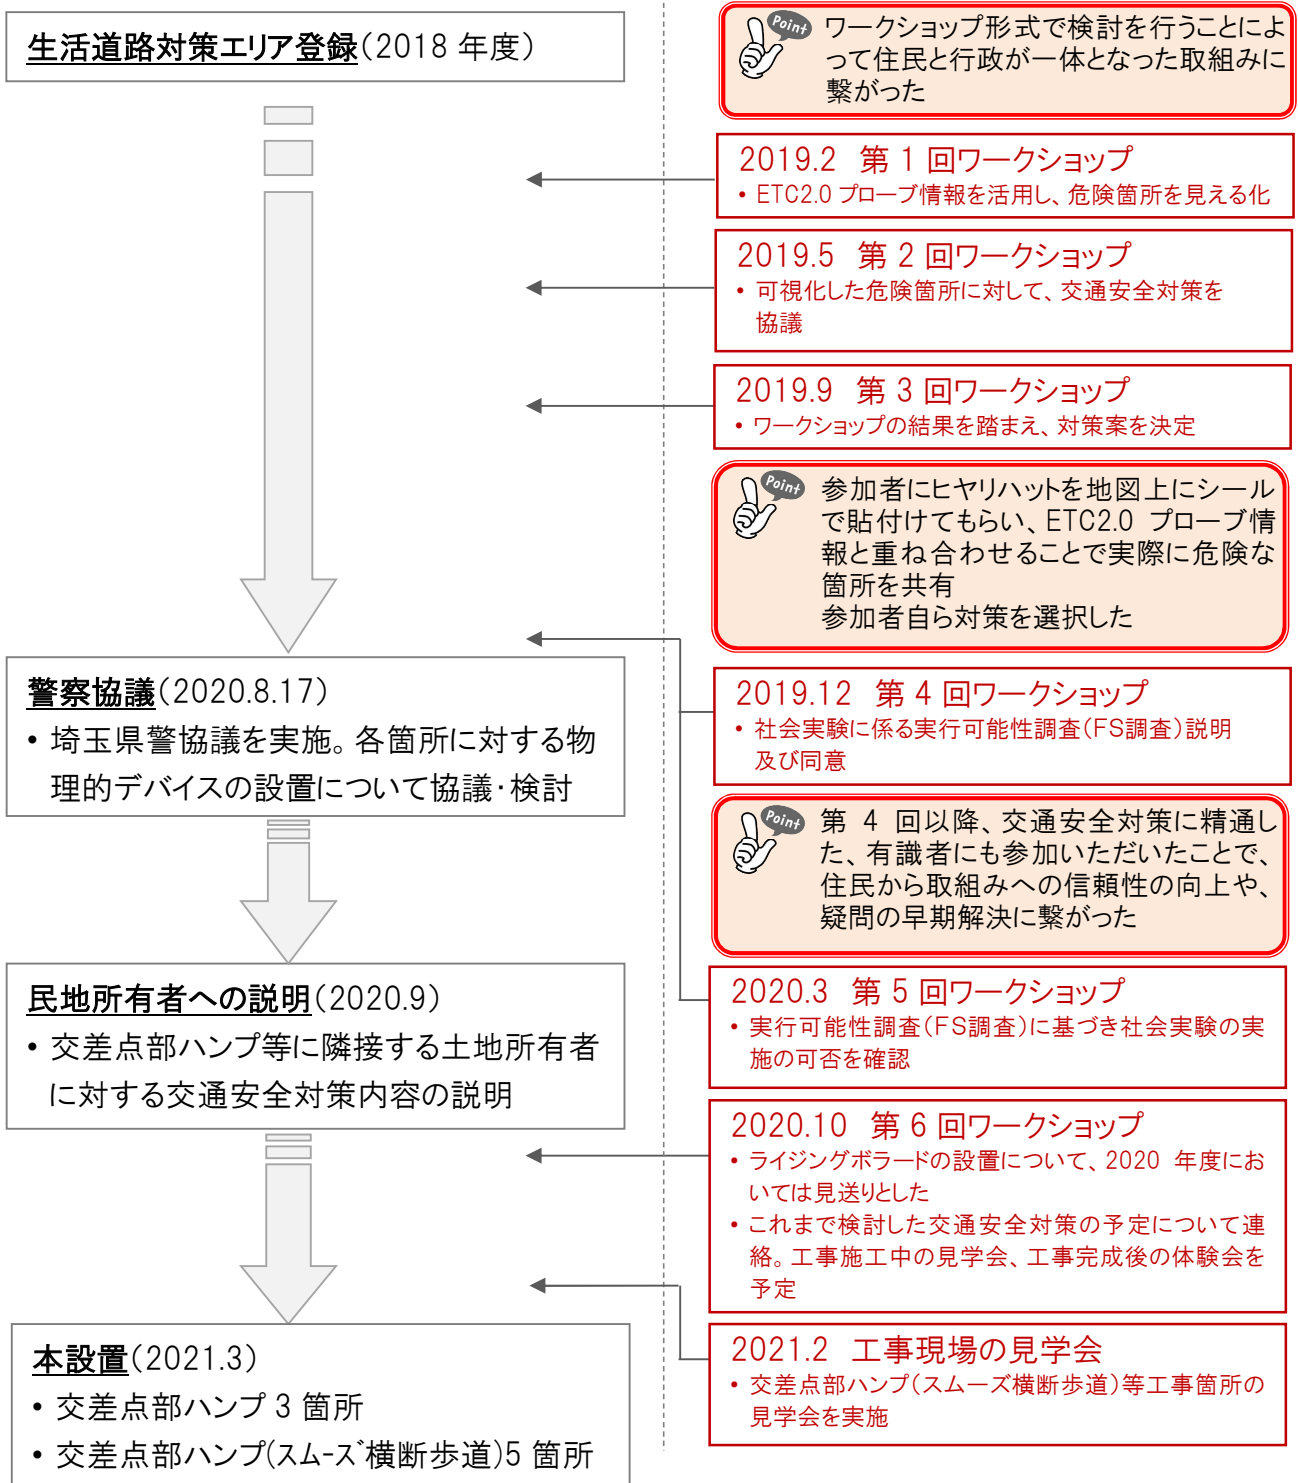 生活道路対策エリア登録(2018 年度)
警察協議(2020.8.17)
• 埼玉県警協議を実施。各箇所に対する物
理的デバイスの設置について協議・検討
民地所有者への説明(2020.9)
• 交差点部ハンプ等に隣接する土地所有者
に対する交通安全対策内容の説明
本設置(2021.3)
• 交差点部ハンプ 3 箇所
• 交差点部ハンプ(スムーズ横断歩道)5 箇所
Point
ワークショップ形式で検討を行うことによ
って住民と行政が一体となった取組みに
繋がった
2019.2 第 1 回ワークショップ
• ETC2.0 プローブ情報を活用し、危険箇所を見える化
2019.5 第 2 回ワークショップ
• 可視化した危険箇所に対して、交通安全対策を
協議
2019.9 第 3 回ワークショップ
• ワークショップの結果を踏まえ、対策案を決定
Point
参加者にヒヤリハットを地図上にシール
で貼付けてもらい、ETC2.0 プローブ情
報と重ね合わせることで実際に危険な
箇所を共有
参加者自ら対策を選択した
2019.12 第 4 回ワークショップ
• 社会実験に係る実行可能性調査(FS調査)説明
及び同意
Point
第 4 回以降、交通安全対策に精通し
た、有識者にも参加いただいたことで、
住民から取組みへの信頼性の向上や、
疑問の早期解決に繋がった
2020.3 第 5 回ワークショップ
• 実行可能性調査(FS調査)に基づき社会実験の実
施の可否を確認
2020.10 第 6 回ワークショップ
• ライジングボラードの設置について、2020 年度にお
いては見送りとした
• これまで検討した交通安全対策の予定について連
絡。工事施工中の見学会、工事完成後の体験会を
予定
2021.2 工事現場の見学会
• 交差点部ハンプ(スムーズ横断歩道)等工事箇所の
見学会を実施